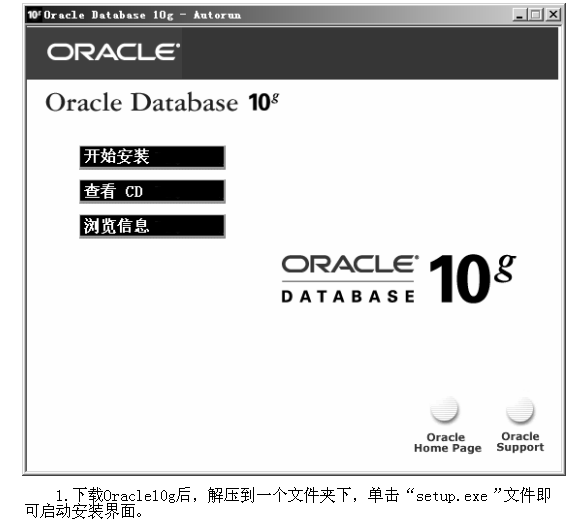 10g Oracle Database 10g - Autorun
ORACLE
Oracle Database 10g
开始安装
查看 CD
浏览信息
ORACLE 10g
DATABASE
Oracle Home Page
Oracle Support
1.下载Oracle10g后，解压到一个文件夹下，单击“setup.exe”文件即
可启动安装界面。